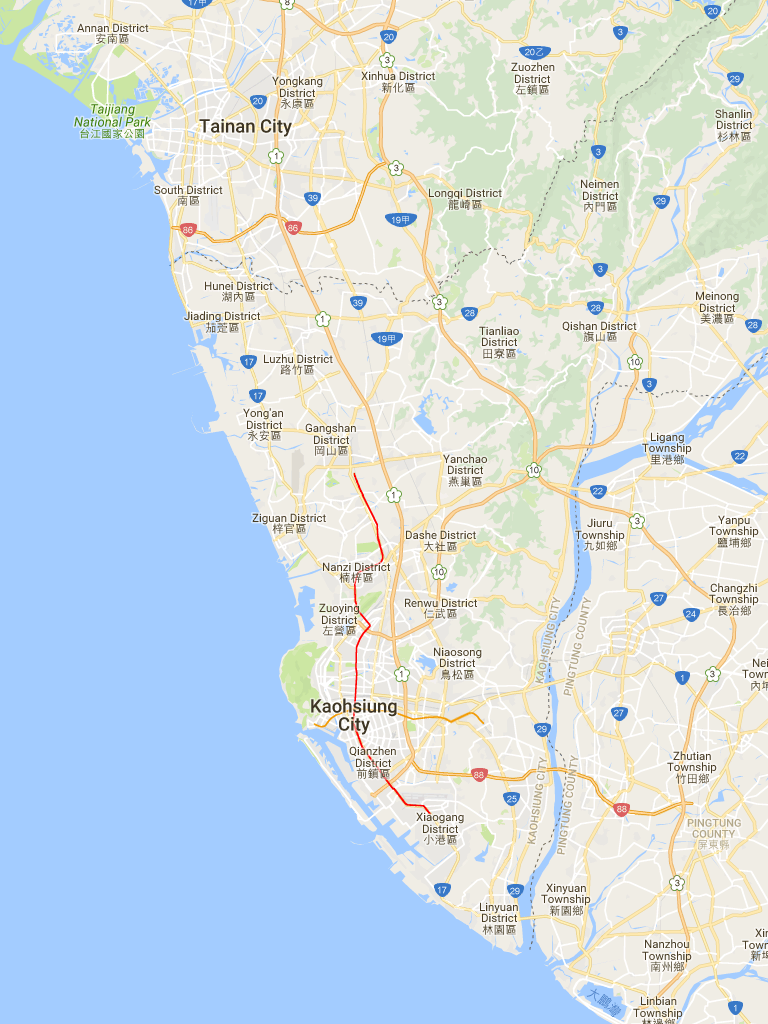 17甲
8
20
Annan District
安南區
3
20
3
20乙
Xinhua District
新化區
Zuozhen
District
左鎮區
29
Yongkang
District
永康區
20
Taijiang
National Park
台江國家公園
Tainan City
Shanlin
District
杉林區
1
3
3
South District
南區
39
Longqi District
龍崎區
Neimen
District
內門區
29
19甲
86
86
3
Hunei District
湖內區
39
3
28
29
Meinong
District
美濃區
Jiading District
茄萣區
1
28
Qishan District
旗山區
19甲
Tianliao
District
田寮區
17
Luzhu District
路竹區
10
3
17
Yong'an
District
永安區
Gangshan
District
岡山區
Ligang
Township
里港鄉
22
Yanchao
District
燕巢區
10
1
22
Ziguan District
梓官區
3
Jiuru
Township
九如鄉
Yanpu
Township
鹽埔鄉
Dashe District
大社區
Nanzi District
楠梓區
10
Changzhi
Township
長治鄉
27
24
Zuoying
District
左營區
Renwu District
仁武區
KAOHSIUNG CITY
PINGTUNG COUNTY
Niaosong
District
鳥松區
1
1
3
Kaohsiung
City
27
29
Qianzhen
District
前鎮區
88
Zhutian
Township
竹田鄉
25
88
KAOHSIUNG CITY
PINGTUNG COUNTY
Xiaogang
District
小港區
PINGTUNG
COUNTY
屏東縣
17
29
3
Xinyuan
Township
新園鄉
Linyuan
District
林園區
Nanzhou
Township
南州鄉
大鵬灣
Linbian
Township
林邊鄉
1